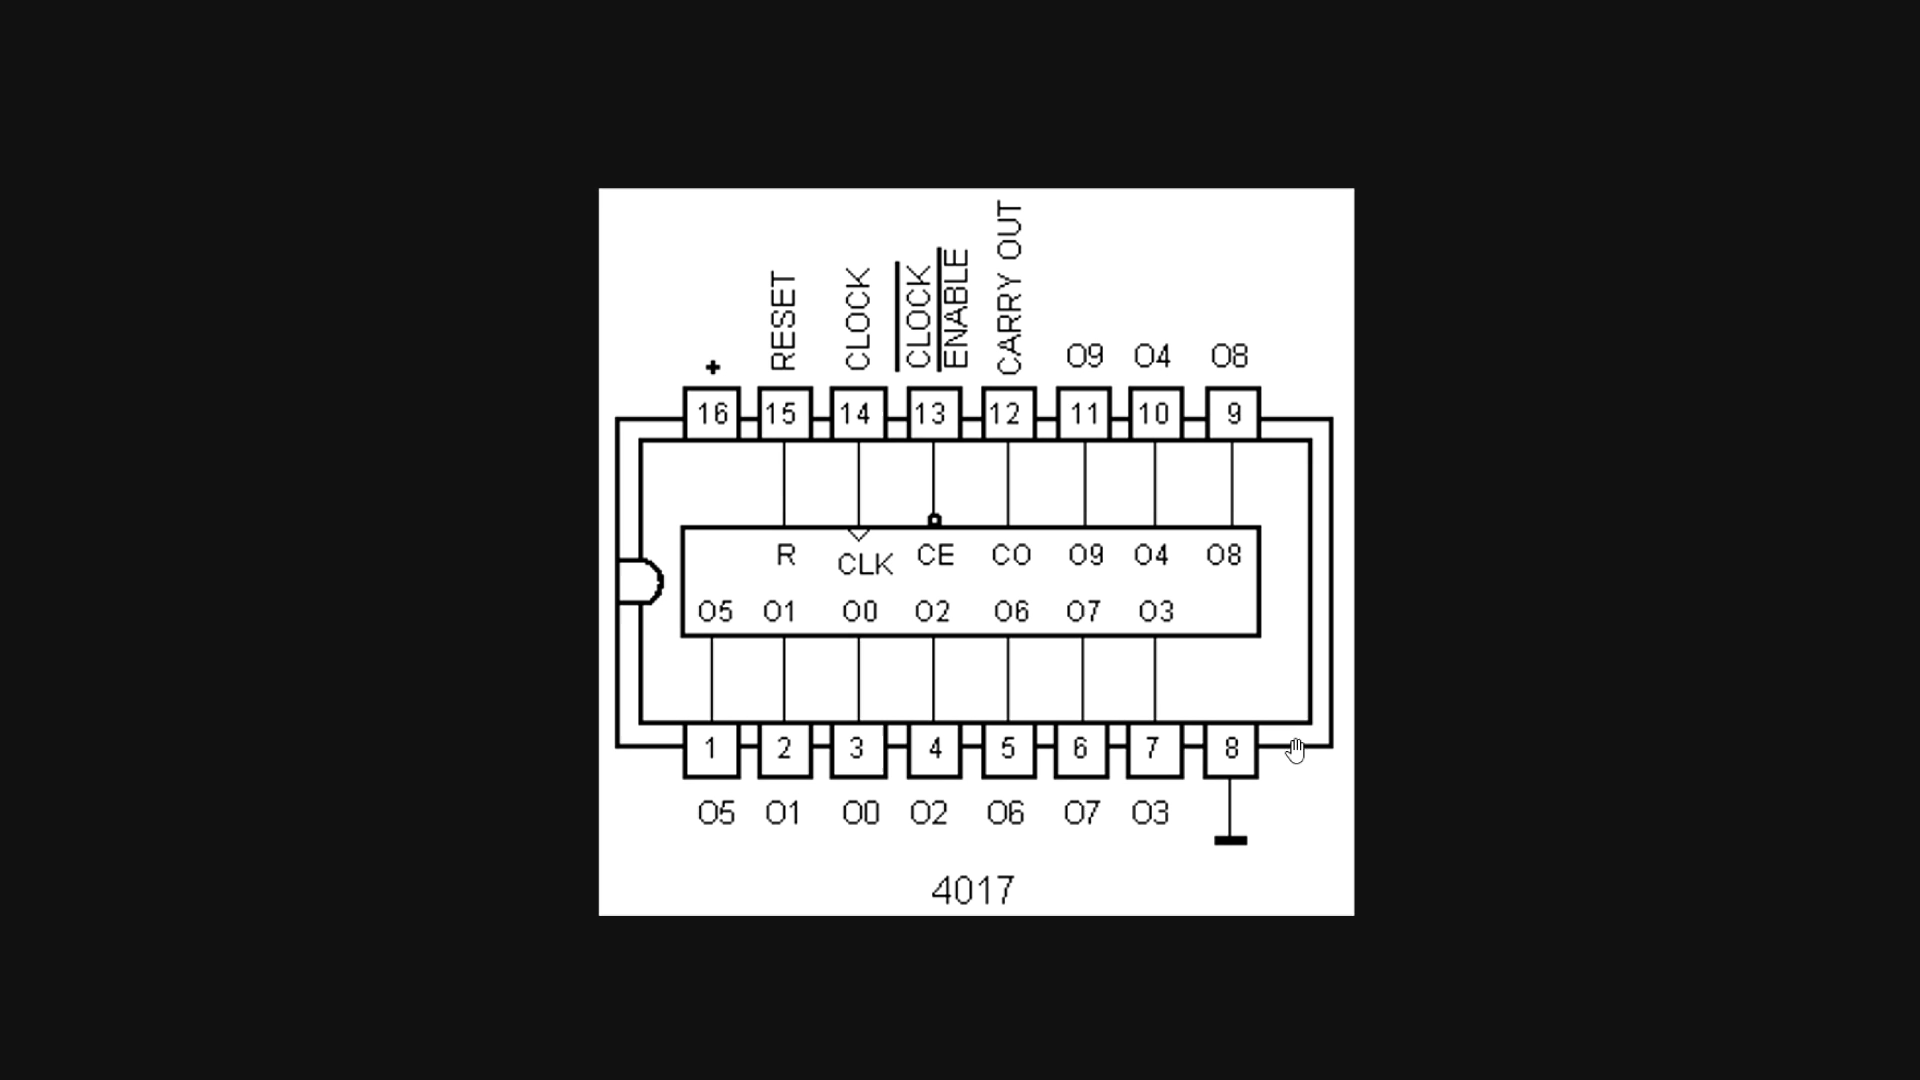 RESET
CLOCK
CLOCK
ENABLE
CARRY OUT
+ O9 O4 O8
16 15 14 13 12 11 10 9
R CLK CE CO O9 O4 O8
O5 O1 O0 O2 O6 O7 O3
1 2 3 4 5 6 7 8
O5 O1 O0 O2 O6 O7 O3
4017